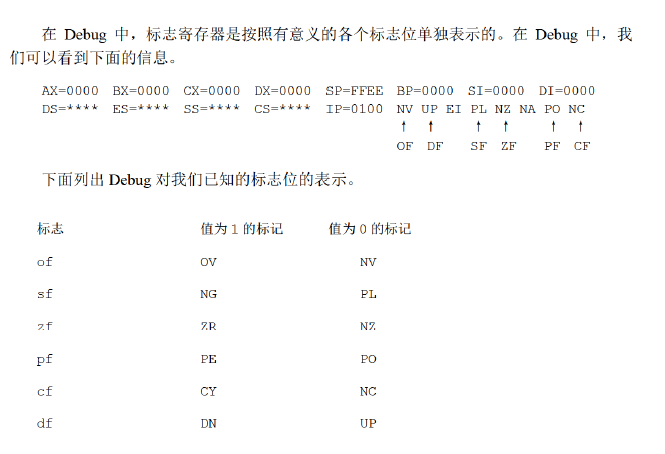 在 Debug 中，标志寄存器是按照有意义的各个标志位单独表示的。在 Debug 中，我
们可以看到下面的信息。
AX=0000 BX=0000 CX=0000 DX=0000 SP=FFEE BP=0000 SI=0000 DI=0000
DS=**** ES=**** SS=**** CS=**** IP=0100 NV UP EI PL NZ NA PO NC
↑ ↑ ↑ ↑ ↑ ↑
OF DF SF ZF PF CF
下面列出 Debug 对我们已知的标志位的表示。
标志 值为 1 的标记 值为 0 的标记
of OV NV
sf NG PL
zf ZR NZ
pf PE PO
cf CY NC
df DN UP